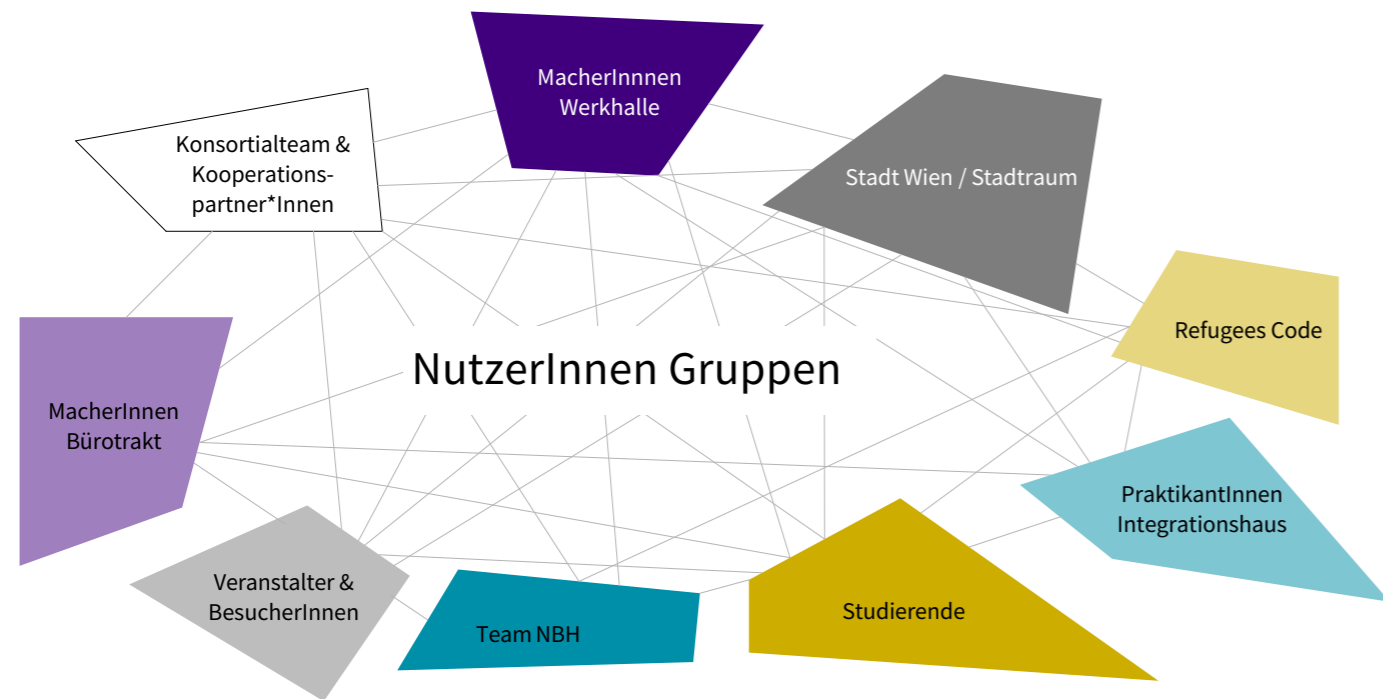 MacherInnnen
Werkhalle
Konsortialteam &
Kooperations-
partner*Innen
Stadt Wien / Stadtraum
Refugees Code
NutzerInnen Gruppen
MacherInnen
Bürotrakt
PraktikantInnen
Integrationshaus
Veranstalter &
BesucherInnen
Team NBH
Studierende